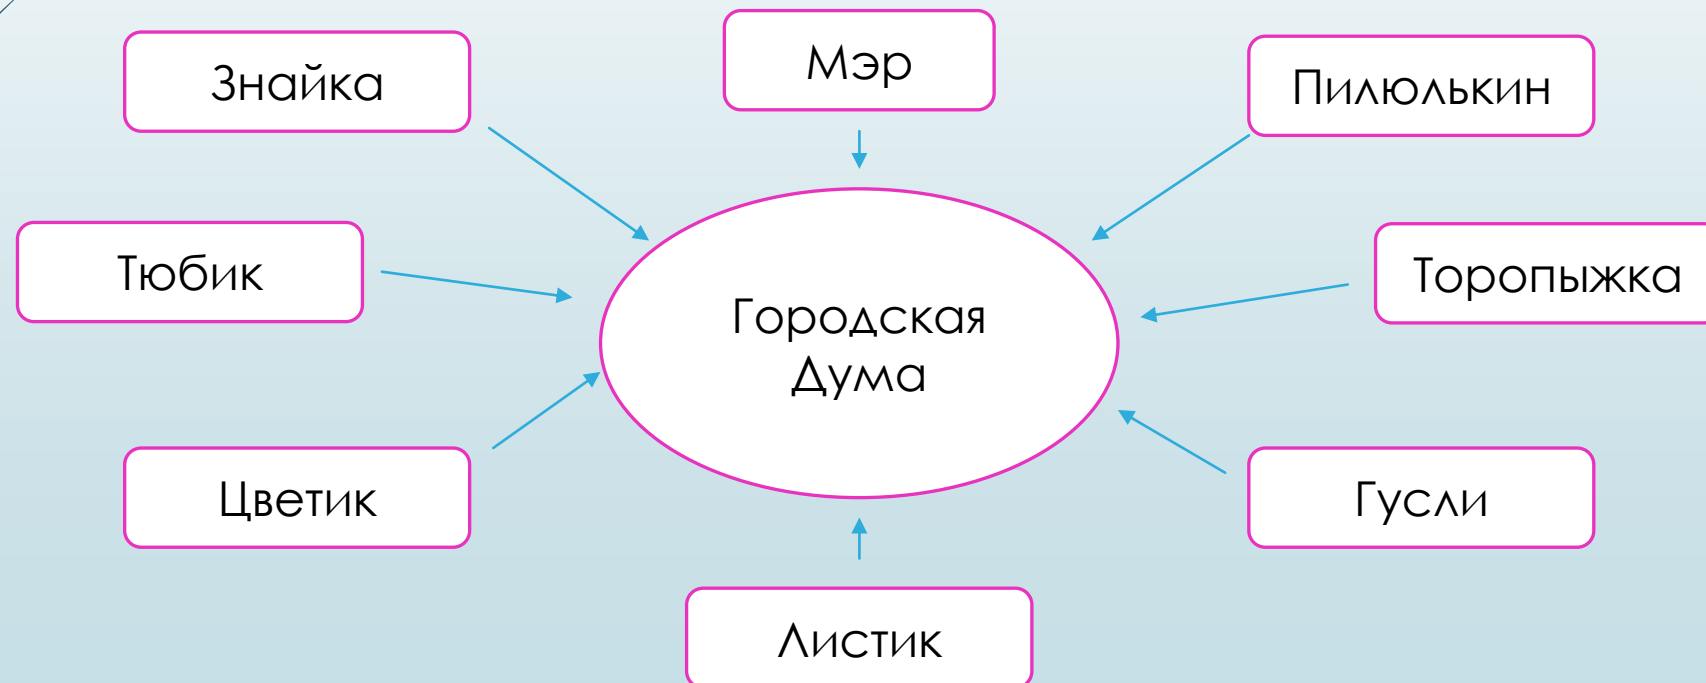 Знайка
Мэр
Пилюлькин
Тюбик
Торопыжка
Городская
Дума
Цветик
Гусли
Листик